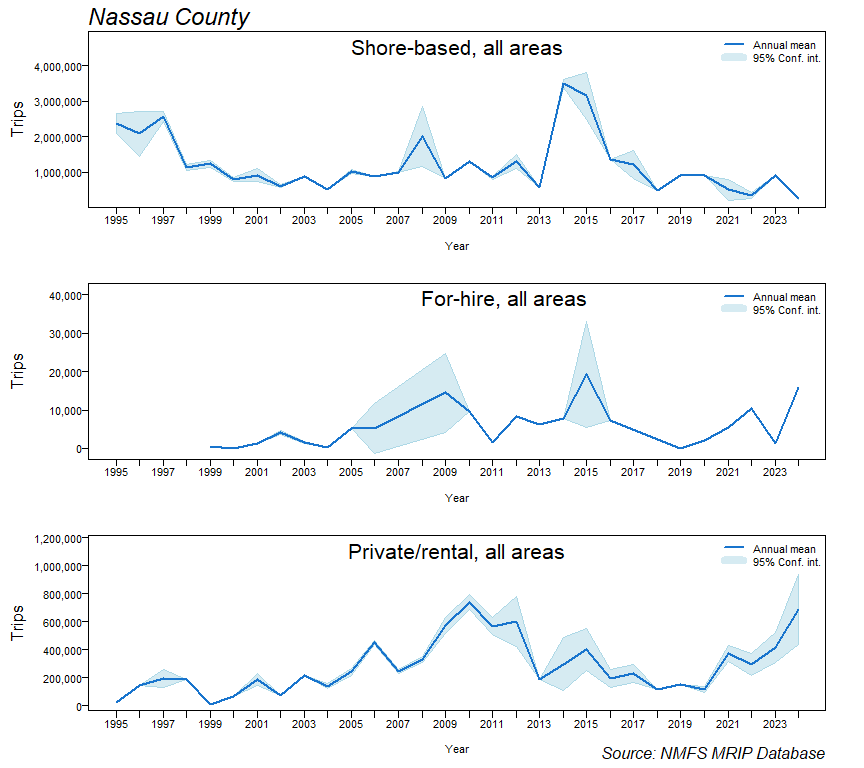 Nassau County
Shore-based, all areas
Annual mean
95% Conf. int.
Trips
4,000,000
3,000,000
2,000,000
1,000,000
1995 1997 1999 2001 2003 2005 2007 2009 2011 2013 2015 2017 2019 2021 2023
Year
For-hire, all areas
Annual mean
95% Conf. int.
Trips
40,000
30,000
20,000
10,000
0
1995 1997 1999 2001 2003 2005 2007 2009 2011 2013 2015 2017 2019 2021 2023
Year
Private/rental, all areas
Annual mean
95% Conf. int.
Trips
1,200,000
1,000,000
800,000
600,000
400,000
200,000
0
1995 1997 1999 2001 2003 2005 2007 2009 2011 2013 2015 2017 2019 2021 2023
Year
Source: NMFS MRIP Database